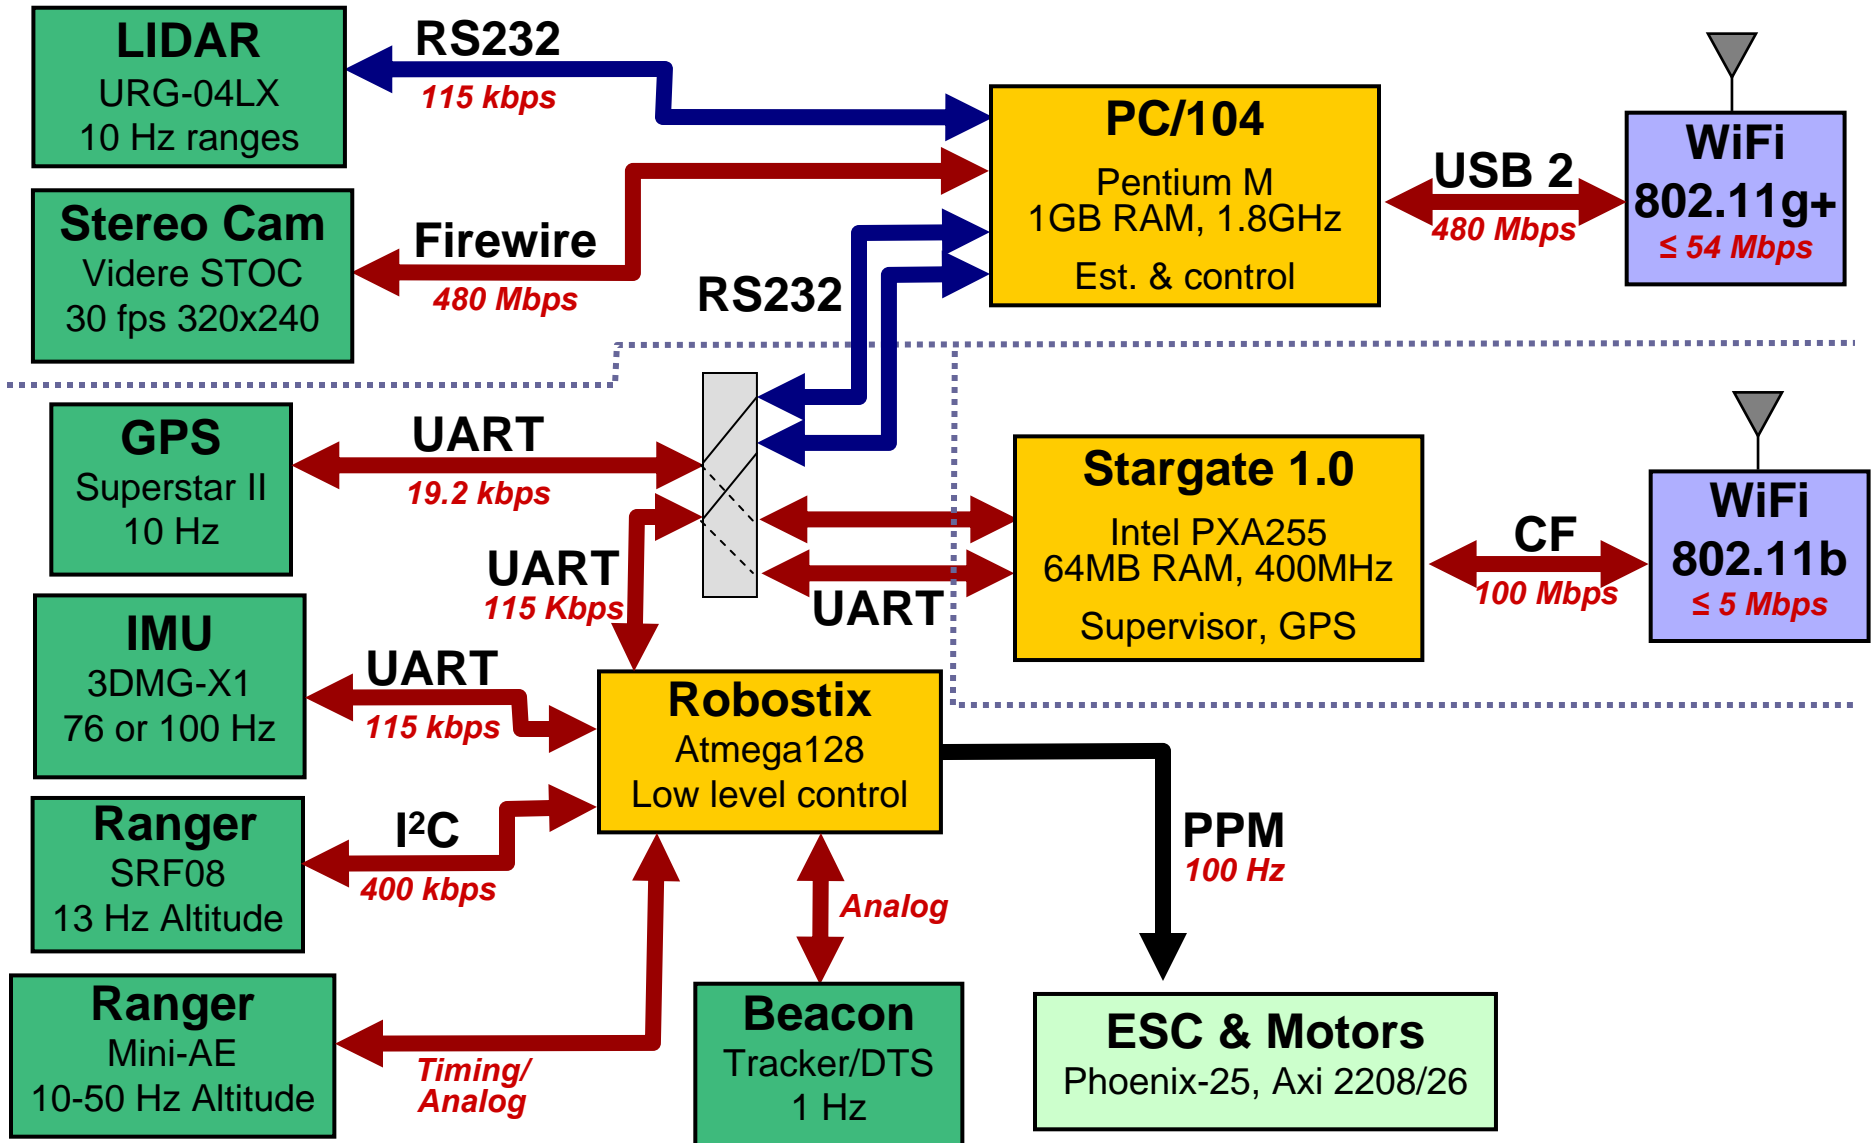 LIDAR
URG-04LX
10 Hz ranges
RS232
115 kbps
Stereo Cam
Videre STOC
30 fps 320x240
Firewire
480 Mbps
PC/104
Pentium M
1GB RAM, 1.8GHz
Est. & control
USB 2
480 Mbps
WiFi
802.11g+
≤ 54 Mbps
RS232
GPS
Superstar II
10 Hz
UART
19.2 kbps
UART
115 Kbps
Stargate 1.0
Intel PXA255
64MB RAM, 400MHz
Supervisor, GPS
UART
CF
100 Mbps
WiFi
802.11b
≤ 5 Mbps
IMU
3DMG-X1
76 or 100 Hz
UART
115 kbps
Robostix
Atmega128
Low level control
Ranger
SRF08
13 Hz Altitude
I²C
400 kbps
PPM
100 Hz
Analog
Ranger
Mini-AE
10-50 Hz Altitude
Timing/
Analog
Beacon
Tracker/DTS
1 Hz
ESC & Motors
Phoenix-25, Axi 2208/26